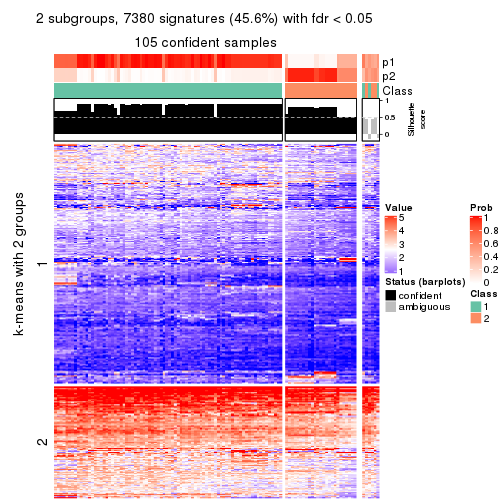 2 subgroups, 7380 signatures (45.6%) with fdr < 0.05
105 confident samples
p1
p2
Class
1
0.5
0
Silhouette
score
k-means with 2 groups
1
2
Value
5
4
3
2
1
Status (barplots)
confident
ambiguous
Prob
1
0.8
0.6
0.4
0.2
0
Class
1
2